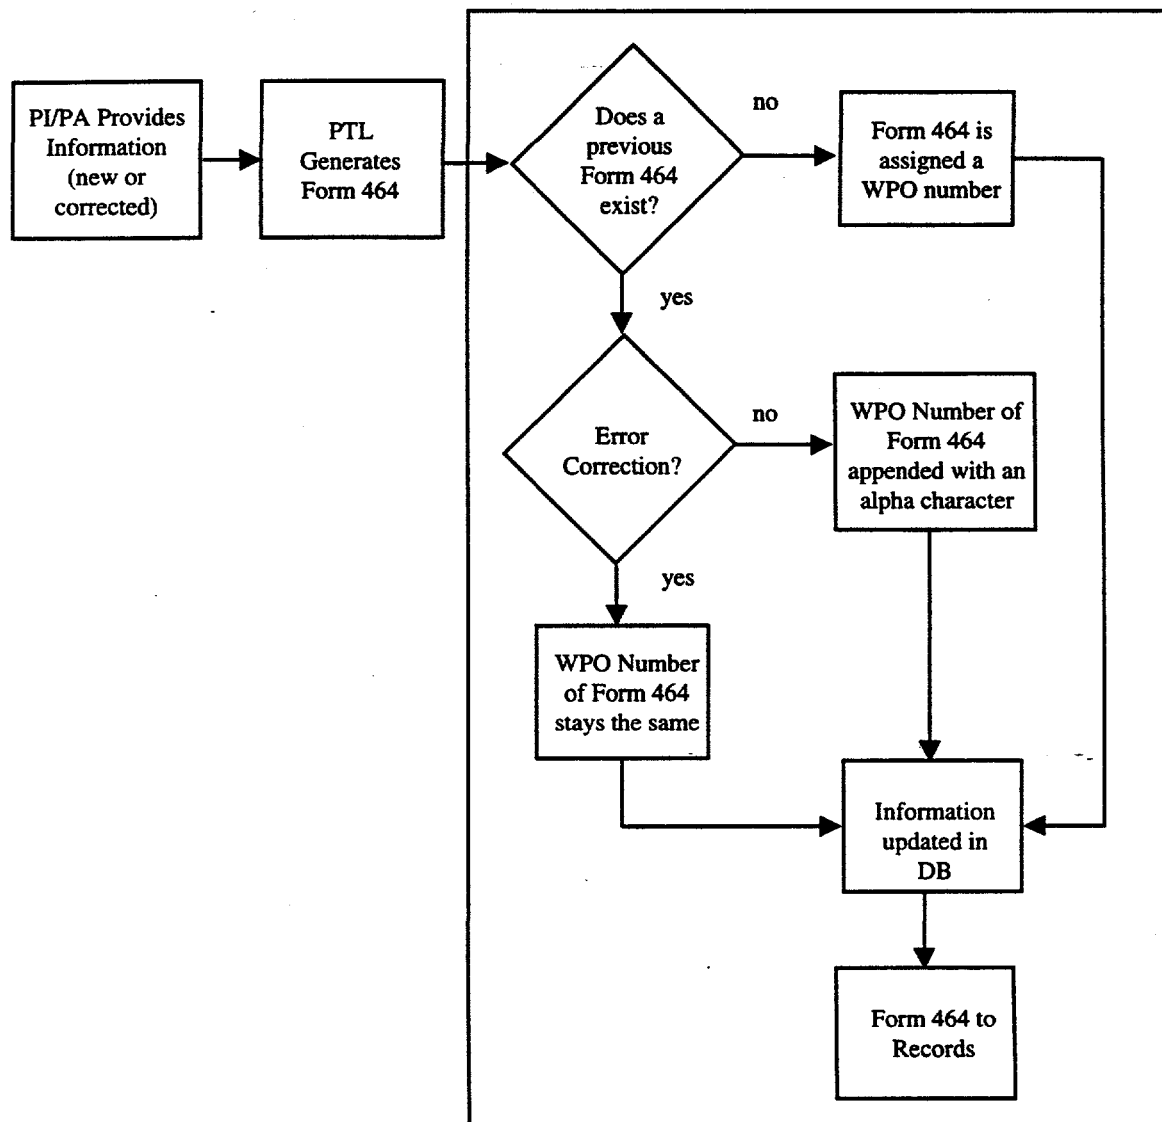 PI/PA Provides
Information
(new or
corrected)
PTL
Generates
Form 464
Does a
previous
Form 464
exist?
no
Form 464 is
assigned a
WPO number
yes
Error
Correction?
no
WPO Number of
Form 464
appended with an
alpha character
yes
WPO Number
of Form 464
stays the same
Information
updated in
DB
Form 464 to
Records